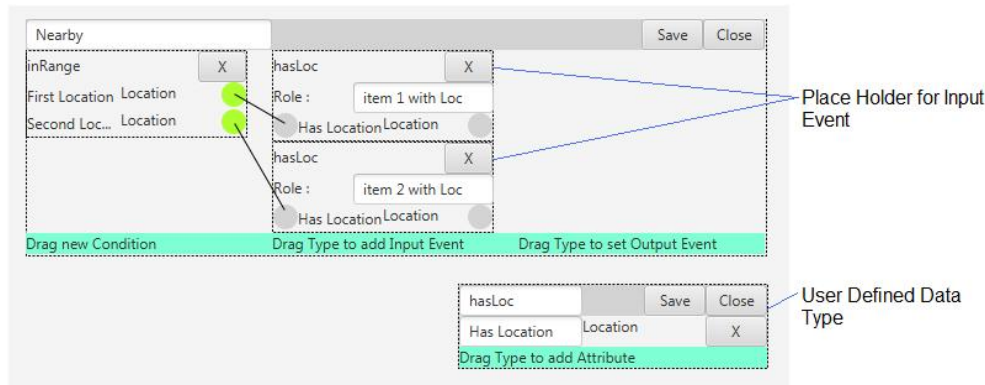 Nearby Save Close
inRange X hasLoc X
First Location Location Role : item 1 with Loc
Second Loc... Location Has Location Location
hasLoc X
Role : item 2 with Loc
Has Location Location
Drag new Condition Drag Type to add Input Event Drag Type to set Output Event
Place Holder for Input
Event
hasLoc Save Close
Has Location Location X
Drag Type to add Attribute
User Defined Data
Type